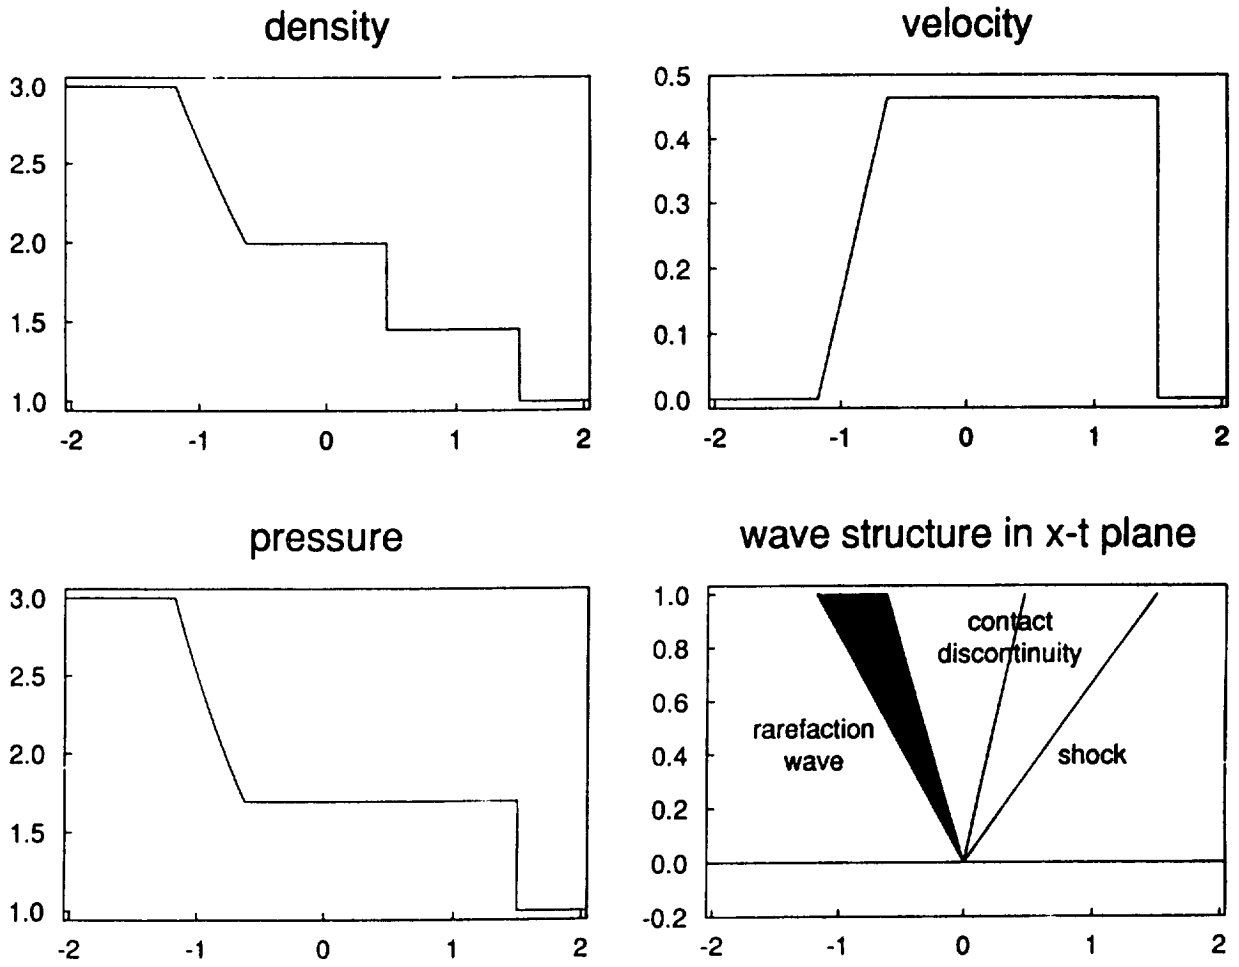 density
3.0
2.5
2.0
1.5
1.0
-2 -1 0 1 2
velocity
0.5
0.4
0.3
0.2
0.1
0.0
-2 -1 0 1 2
pressure
3.0
2.5
2.0
1.5
1.0
-2 -1 0 1 2
wave structure in x-t plane
1.0
0.8
0.6
0.4
0.2
0.0
-0.2
contact
discontinuity
rarefaction
wave
shock
-2 -1 0 1 2